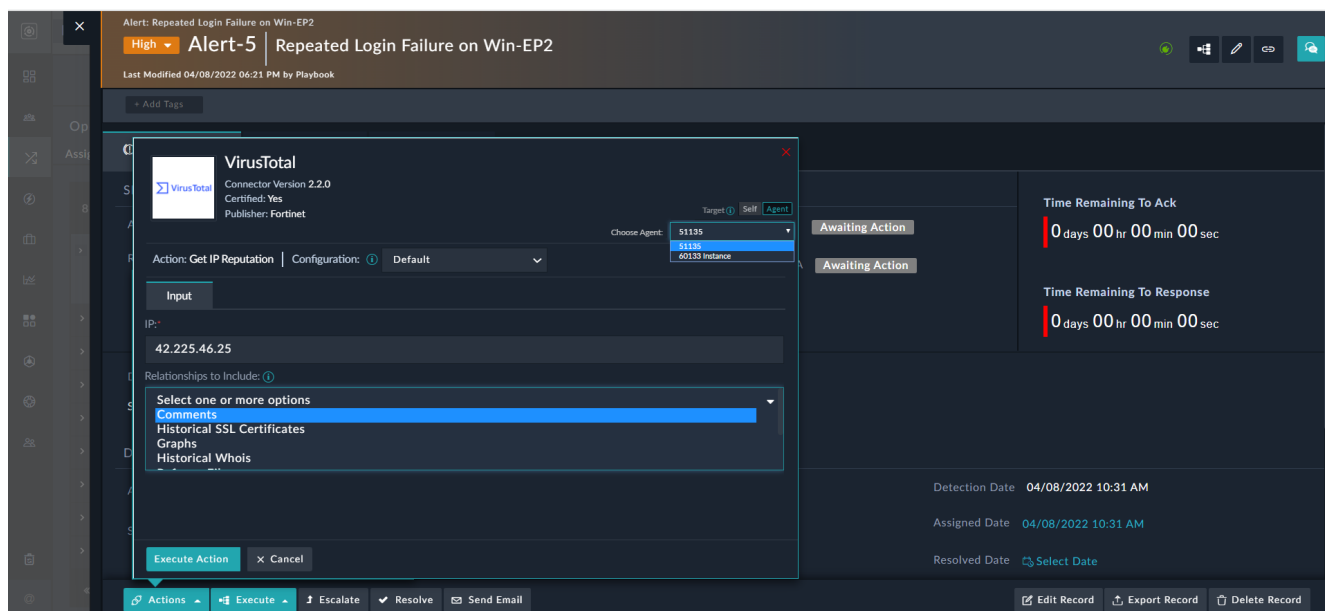 Alert: Repeated Login Failure on Win-EP2
High Alert-5 Repeated Login Failure on Win-EP2
Last Modified 04/08/2022 06:21 PM by Playbook
+ Add Tags
Op
Assig
VirusTotal
VirusTotal
Connector Version 2.2.0
Certified: Yes
Publisher: Fortinet
Target Self Agent
Choose Agent: 51135
51135
60133 Instance
Action: Get IP Reputation Configuration: Default
Input
IP:*
42.225.46.25
Relationships to Include:
Select one or more options
Comments
Historical SSL Certificates
Graphs
Historical Whois
Execute Action × Cancel
Awaiting Action
Awaiting Action
Time Remaining To Ack
0 days 00 hr 00 min 00 sec
Time Remaining To Response
0 days 00 hr 00 min 00 sec
Detection Date 04/08/2022 10:31 AM
Assigned Date 04/08/2022 10:31 AM
Resolved Date Select Date
Actions Execute Escalate Resolve Send Email Edit Record Export Record Delete Record